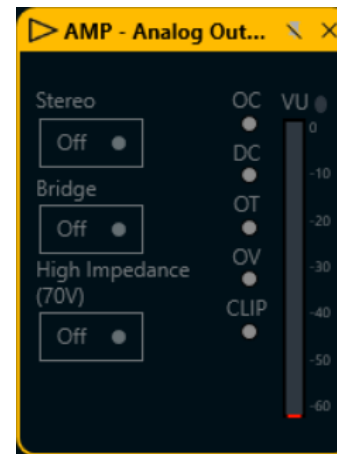 AMP - Analog Out...
Stereo
Off
Bridge
Off
High Impedance
(70V)
Off
OC
DC
OT
OV
CLIP
VU
0
-10
-20
-30
-40
-50
-60